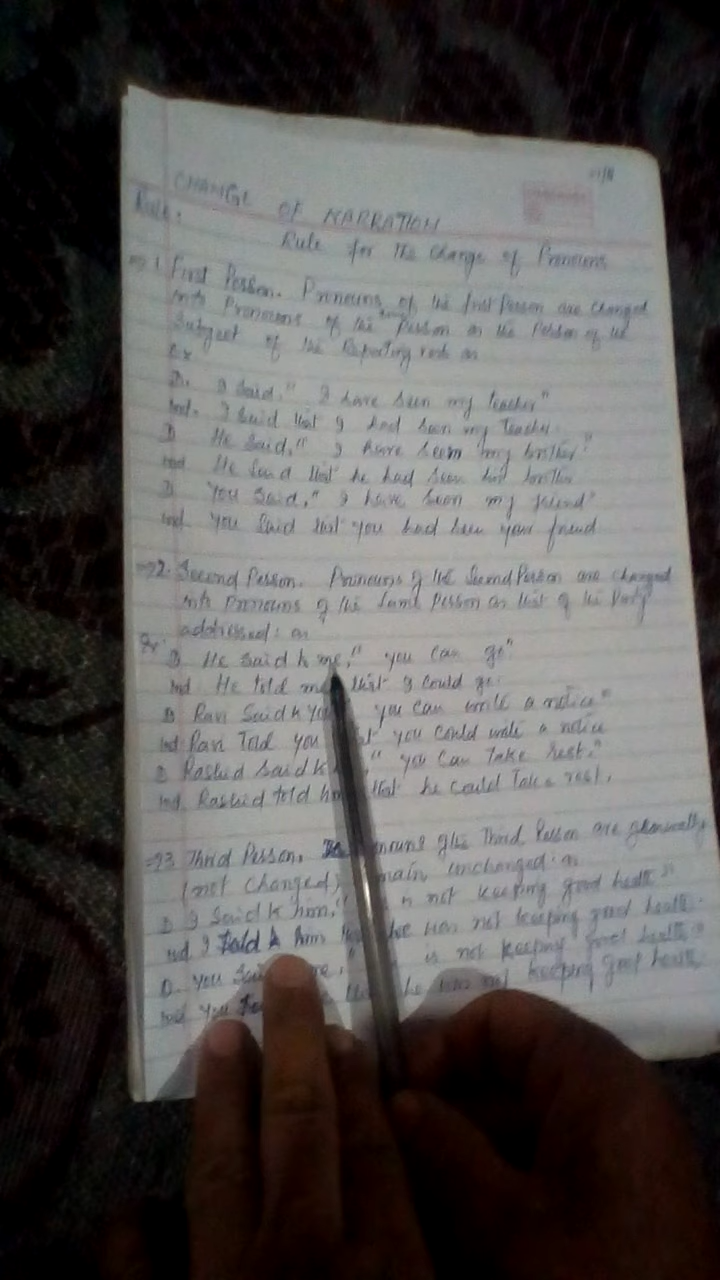 CHANGE OF NARRATION
Rule: Rule for the Change of Pronouns
1. First Person. Pronouns of the first Person are changed
into Pronouns of the Person as the Person of the
Subject of the Reporting verb as
Ex
D. I said," I have seen my teacher"
Ind. I said that I had seen my teacher.
D He said," I have seen my brother"
Ind He said that he had seen his brother
D You said," I have seen my friend"
Ind You said that you had seen your friend
2. Second Person. Pronouns of the Second Person are changed
into Pronouns of the same Person as that of the Party
addressed: as
Ex.
D He said to me," you can go"
Ind He told me that I could go.
D Ravi said to you you can write a notice"
Ind Ravi Told you you could write a notice
D Rashid said to " you can Take rest."
Ind. Rashid told him that he could Take rest.
3 Third Person. the Third Person are generally
(not changed) unchanged: as
D I said to him," is not keeping good health"
Ind I told him he was not keeping good health.
D. You is not keeping good health"
Ind You he was not keeping good health